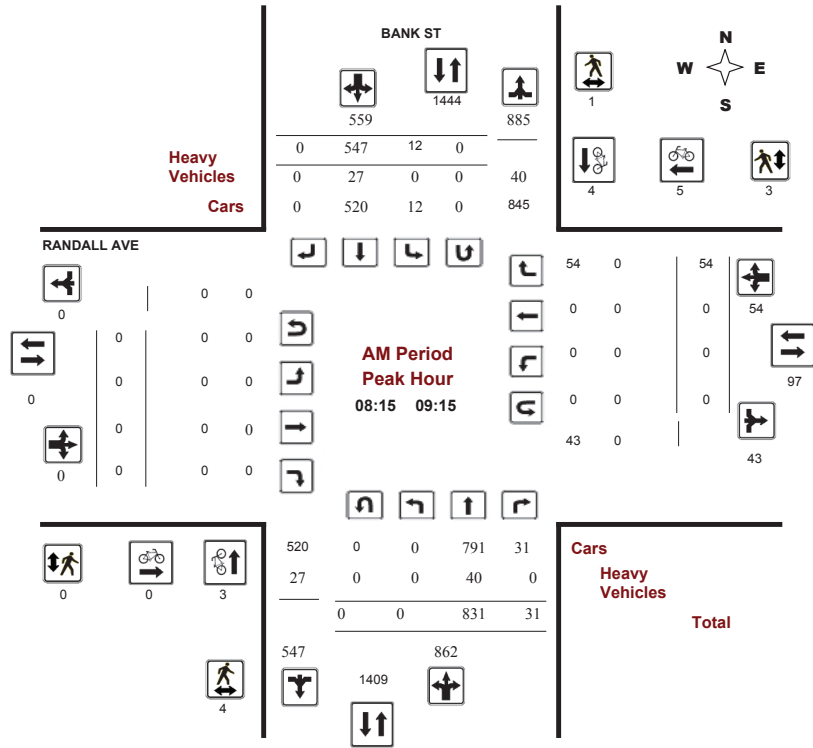 BANK ST
N
W E
S
1444
1
559 885
0 547 12 0
Heavy
Vehicles
0 27 0 0 40
Cars
0 520 12 0 845
4 5 3
RANDALL AVE
0
0 0
54 0 54
54
0
0 0 0
0 0 0
97
0 0 0
0 0 0
43 0
43
0
0 0 0
0
0 0 0
AM Period
Peak Hour
08:15 09:15
520 0 0 791 31
27 0 0 40 0
0 0 831 31
Cars
Heavy
Vehicles
Total
0 0 3
547 862
1409
4